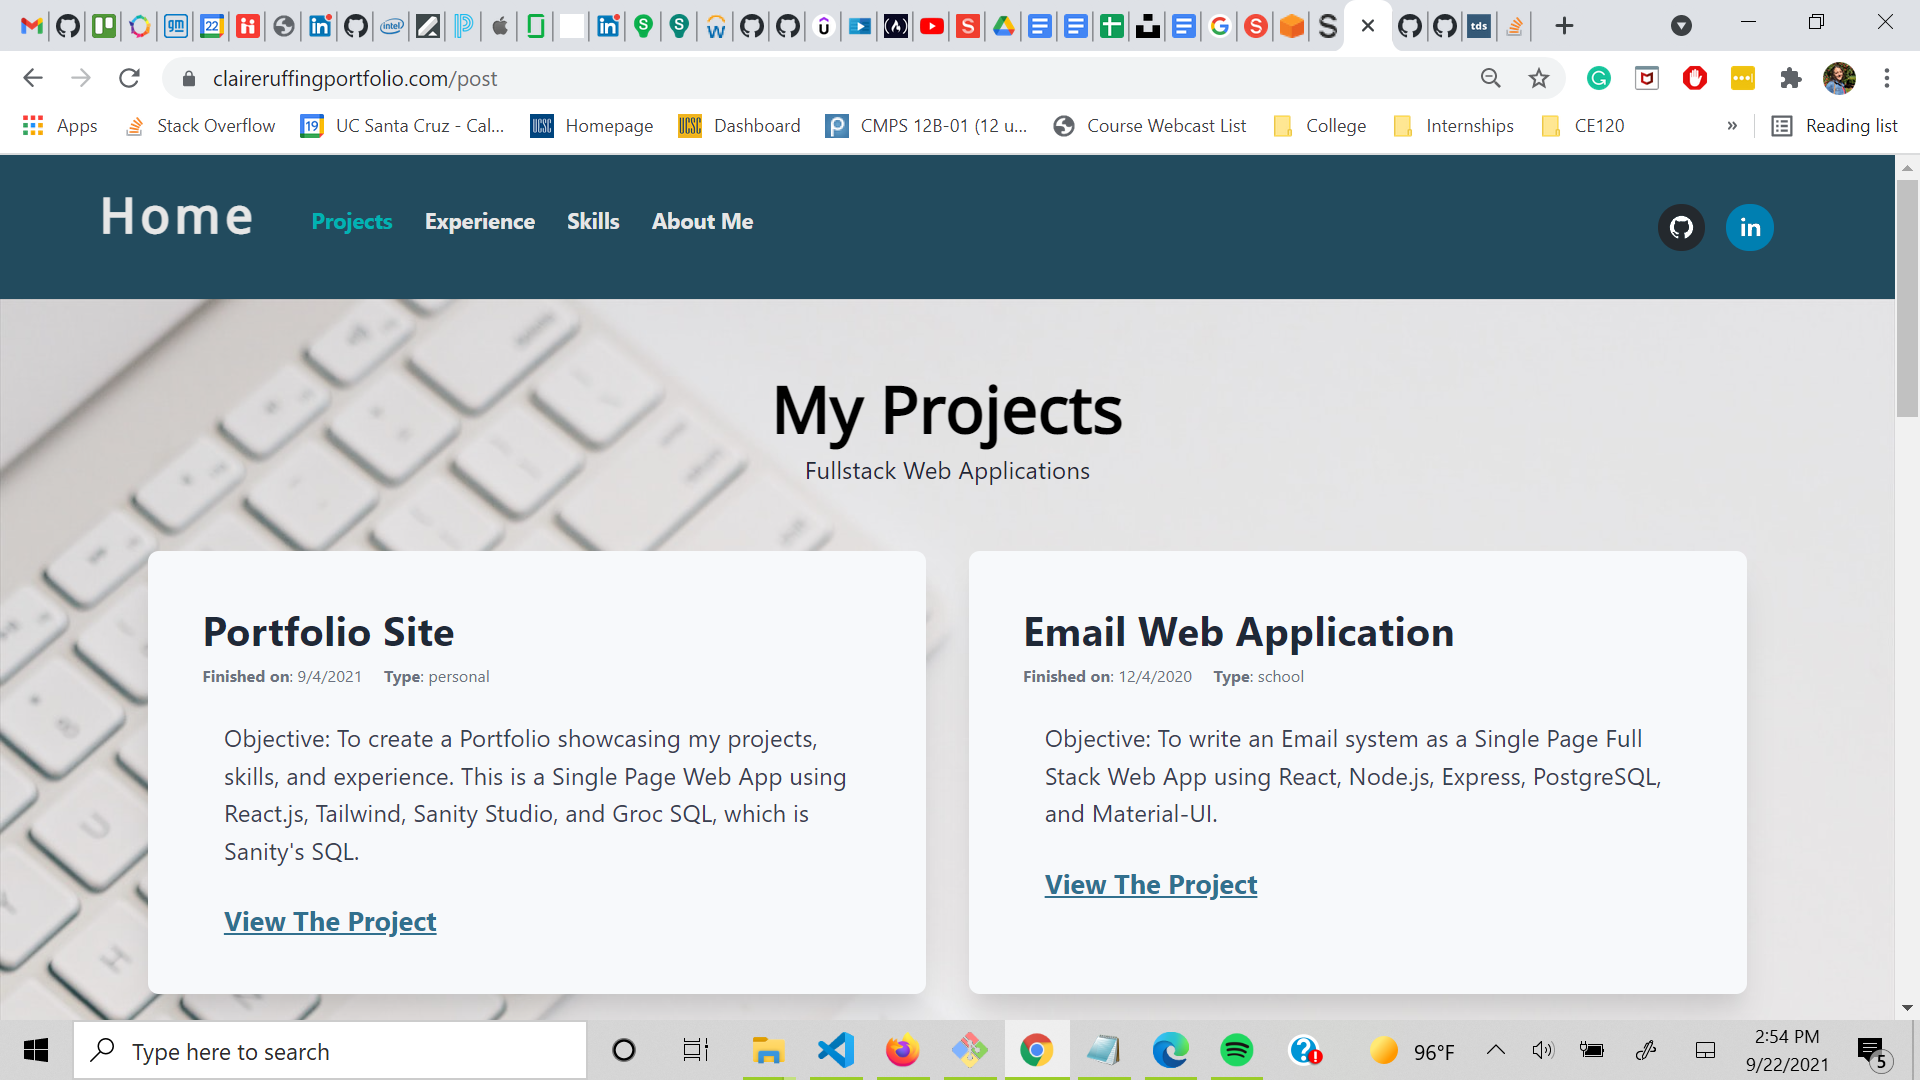 claireruffingportfolio.com/post
Apps
Stack Overflow
UC Santa Cruz - Cal...
Homepage
Dashboard
CMPS 12B-01 (12 u...
Course Webcast List
College
Internships
CE120
»
Reading list
Home
Projects
Experience
Skills
About Me
My Projects
Fullstack Web Applications
Portfolio Site
Finished on: 9/4/2021 Type: personal
Objective: To create a Portfolio showcasing my projects,
skills, and experience. This is a Single Page Web App using
React.js, Tailwind, Sanity Studio, and Groc SQL, which is
Sanity's SQL.
View The Project
Email Web Application
Finished on: 12/4/2020 Type: school
Objective: To write an Email system as a Single Page Full
Stack Web App using React, Node.js, Express, PostgreSQL,
and Material-UI.
View The Project
Type here to search
96°F
2:54 PM
9/22/2021
5